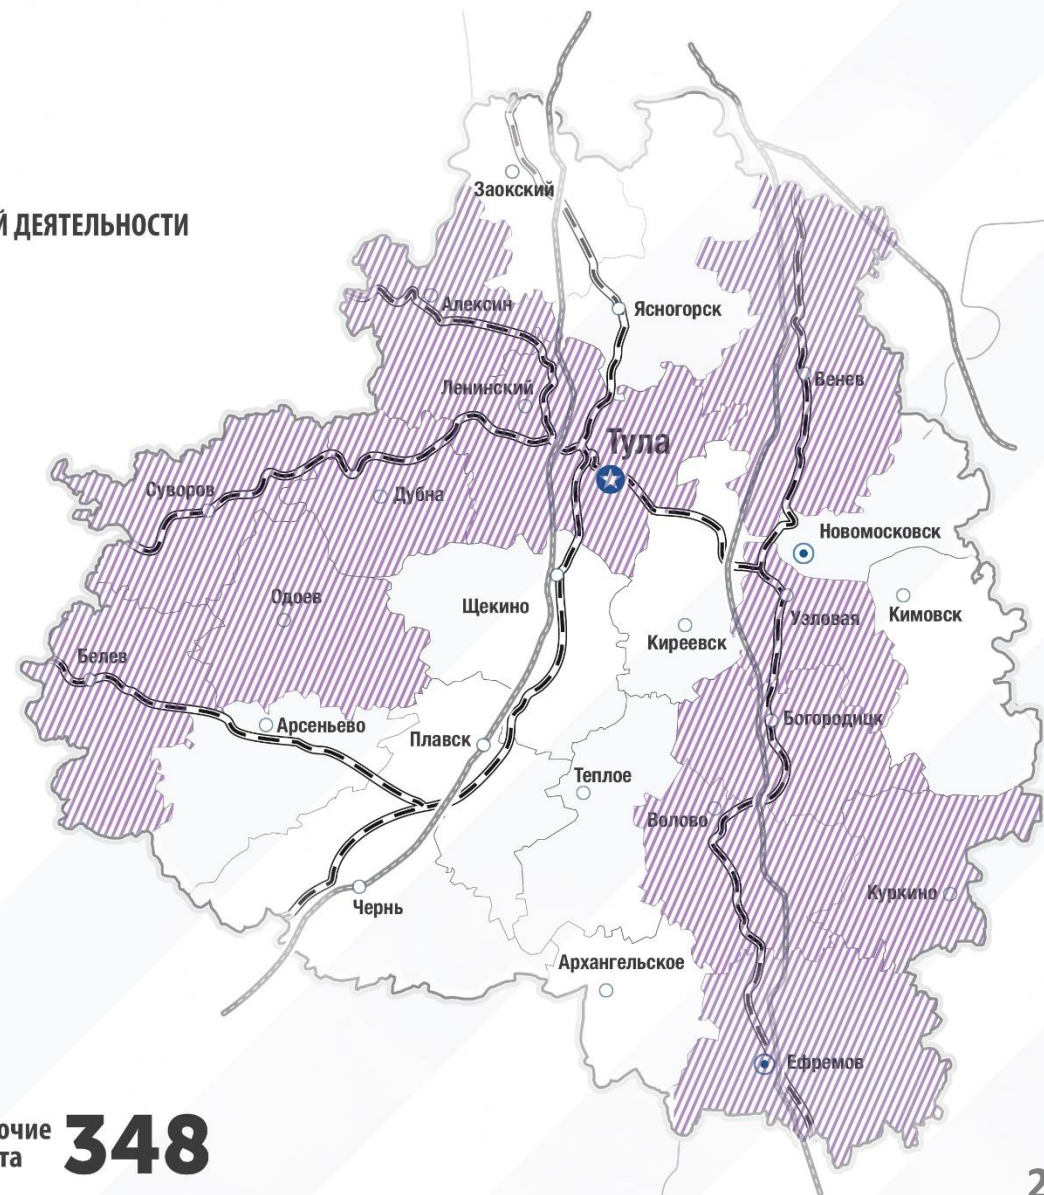 Заокский
Й ДЕЯТЕЛЬНОСТИ
Алексин
Ясногорск
Ленинский
Венев
Тула
Суворов
Дубна
Новомосковск
Одоев
Щекино
Узловая
Кимовск
Киреевск
Белев
Арсеньево
Богородицк
Плавск
Теплое
Волово
Куркино
Чернь
Архангельское
Ефремов
очие
та
348
2